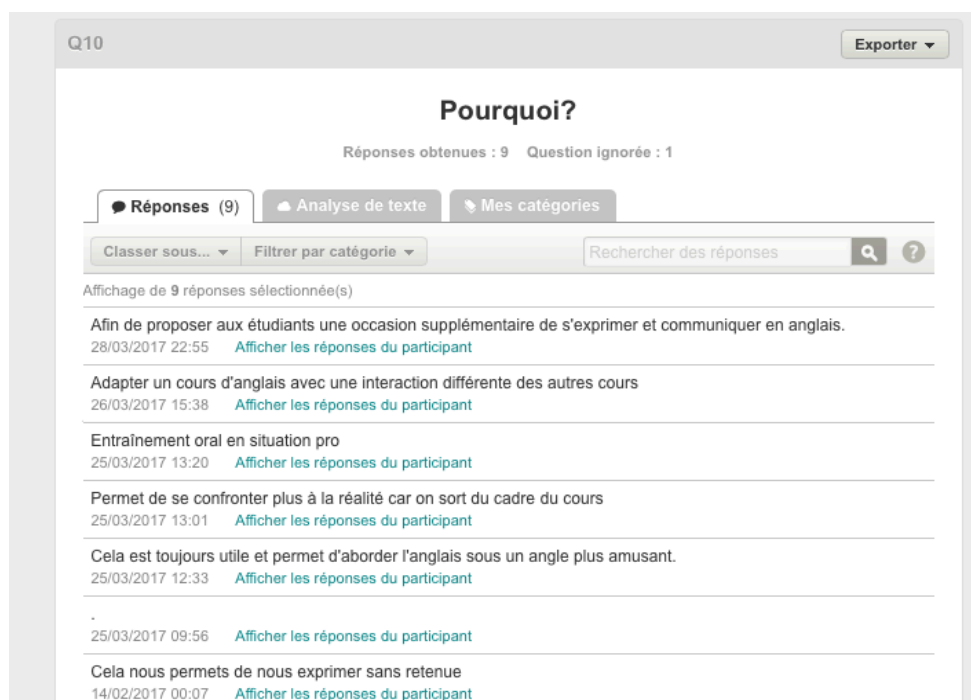 Q10
Exporter
Pourquoi?
Réponses obtenues : 9 Question ignorée : 1
Réponses (9) Analyse de texte Mes catégories
Classer sous... Filtrer par catégorie Rechercher des réponses ?
Affichage de 9 réponses sélectionnée(s)
Afin de proposer aux étudiants une occasion supplémentaire de s'exprimer et communiquer en anglais.
28/03/2017 22:55 Afficher les réponses du participant
Adapter un cours d'anglais avec une interaction différente des autres cours
26/03/2017 15:38 Afficher les réponses du participant
Entraînement oral en situation pro
25/03/2017 13:20 Afficher les réponses du participant
Permet de se confronter plus à la réalité car on sort du cadre du cours
25/03/2017 13:01 Afficher les réponses du participant
Cela est toujours utile et permet d'aborder l'anglais sous un angle plus amusant.
25/03/2017 12:33 Afficher les réponses du participant
.
25/03/2017 09:56 Afficher les réponses du participant
Cela nous permets de nous exprimer sans retenue
14/02/2017 00:07 Afficher les réponses du participant